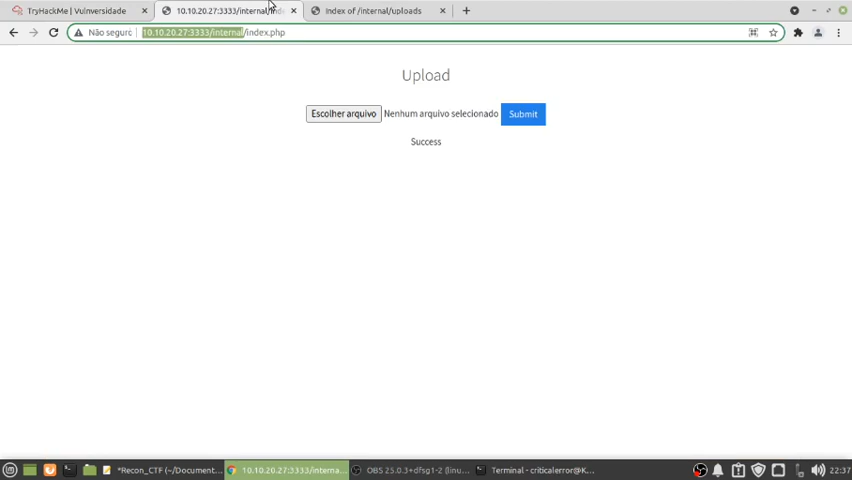 TryHackMe | Vulnversidade
10.10.20.27:3333/internal/inde
Index of /internal/uploads
Não seguro
10.10.20.27:3333/internal/index.php
Upload
Escolher arquivo
Nenhum arquivo selecionado
Submit
Success
*Recon_CTF (~/Document...
10.10.20.27:3333/interna...
OBS 25.0.3+dfsg1-2 (linu...
Terminal - criticalerror@K...
22:37